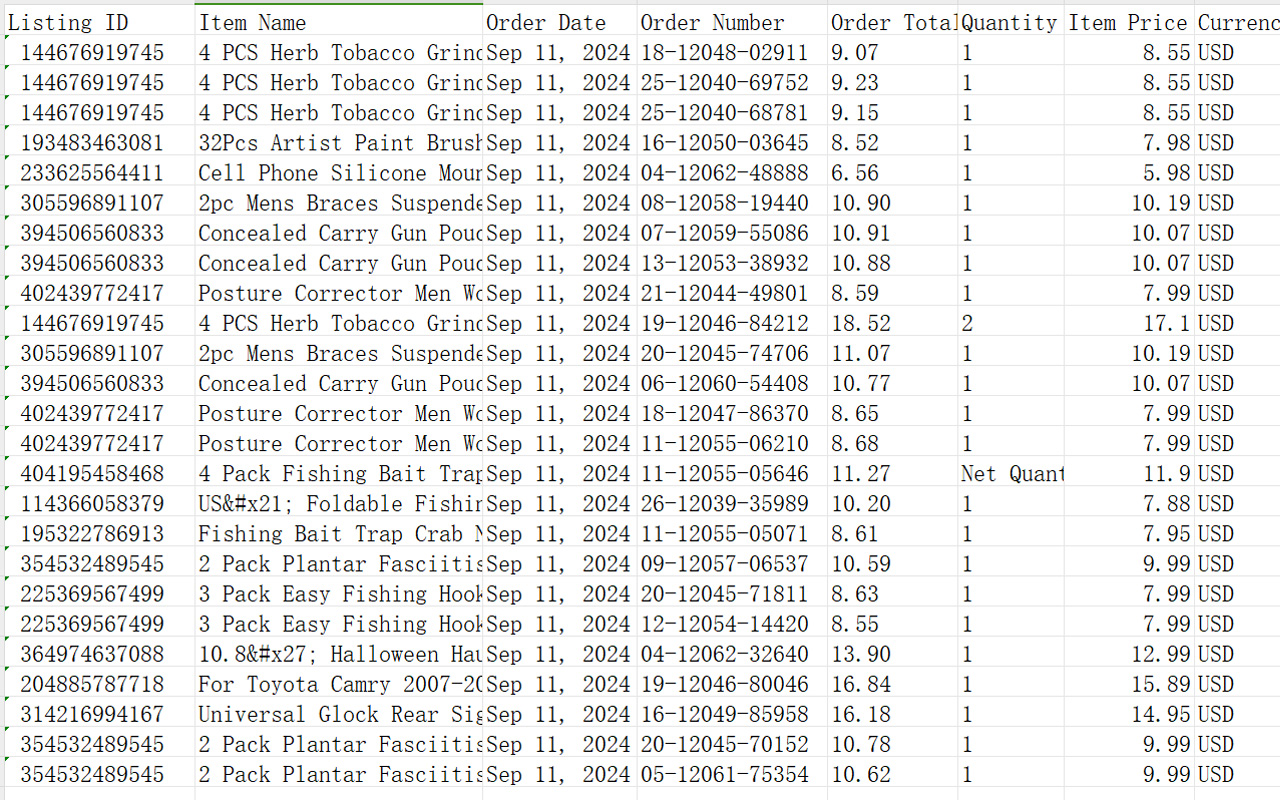 Listing ID Item Name Order Date Order Number Order Total Quantity Item Price Currenc
144676919745 4 PCS Herb Tobacco Grind Sep 11, 2024 18-12048-02911 9.07 1 8.55 USD
144676919745 4 PCS Herb Tobacco Grind Sep 11, 2024 25-12040-69752 9.23 1 8.55 USD
144676919745 4 PCS Herb Tobacco Grind Sep 11, 2024 25-12040-68781 9.15 1 8.55 USD
193483463081 32Pcs Artist Paint Brush Sep 11, 2024 16-12050-03645 8.52 1 7.98 USD
233625564411 Cell Phone Silicone Moun Sep 11, 2024 04-12062-48888 6.56 1 5.98 USD
305596891107 2pc Mens Braces Suspende Sep 11, 2024 08-12058-19440 10.90 1 10.19 USD
394506560833 Concealed Carry Gun Pouc Sep 11, 2024 07-12059-55086 10.91 1 10.07 USD
394506560833 Concealed Carry Gun Pouc Sep 11, 2024 13-12053-38932 10.88 1 10.07 USD
402439772417 Posture Corrector Men Wo Sep 11, 2024 21-12044-49801 8.59 1 7.99 USD
144676919745 4 PCS Herb Tobacco Grind Sep 11, 2024 19-12046-84212 18.52 2 17.1 USD
305596891107 2pc Mens Braces Suspende Sep 11, 2024 20-12045-74706 11.07 1 10.19 USD
394506560833 Concealed Carry Gun Pouc Sep 11, 2024 06-12060-54408 10.77 1 10.07 USD
402439772417 Posture Corrector Men Wo Sep 11, 2024 18-12047-86370 8.65 1 7.99 USD
402439772417 Posture Corrector Men Wo Sep 11, 2024 11-12055-06210 8.68 1 7.99 USD
404195458468 4 Pack Fishing Bait Trap Sep 11, 2024 11-12055-05646 11.27 Net Quant 11.9 USD
114366058379 US&#x21; Foldable Fishin Sep 11, 2024 26-12039-35989 10.20 1 7.88 USD
195322786913 Fishing Bait Trap Crab N Sep 11, 2024 11-12055-05071 8.61 1 7.95 USD
354532489545 2 Pack Plantar Fasciitis Sep 11, 2024 09-12057-06537 10.59 1 9.99 USD
225369567499 3 Pack Easy Fishing Hook Sep 11, 2024 20-12045-71811 8.63 1 7.99 USD
225369567499 3 Pack Easy Fishing Hook Sep 11, 2024 12-12054-14420 8.55 1 7.99 USD
364974637088 10.8&#x27; Halloween Hau Sep 11, 2024 04-12062-32640 13.90 1 12.99 USD
204885787718 For Toyota Camry 2007-20 Sep 11, 2024 19-12046-80046 16.84 1 15.89 USD
314216994167 Universal Glock Rear Sig Sep 11, 2024 16-12049-85958 16.18 1 14.95 USD
354532489545 2 Pack Plantar Fasciitis Sep 11, 2024 20-12045-70152 10.78 1 9.99 USD
354532489545 2 Pack Plantar Fasciitis Sep 11, 2024 05-12061-75354 10.62 1 9.99 USD